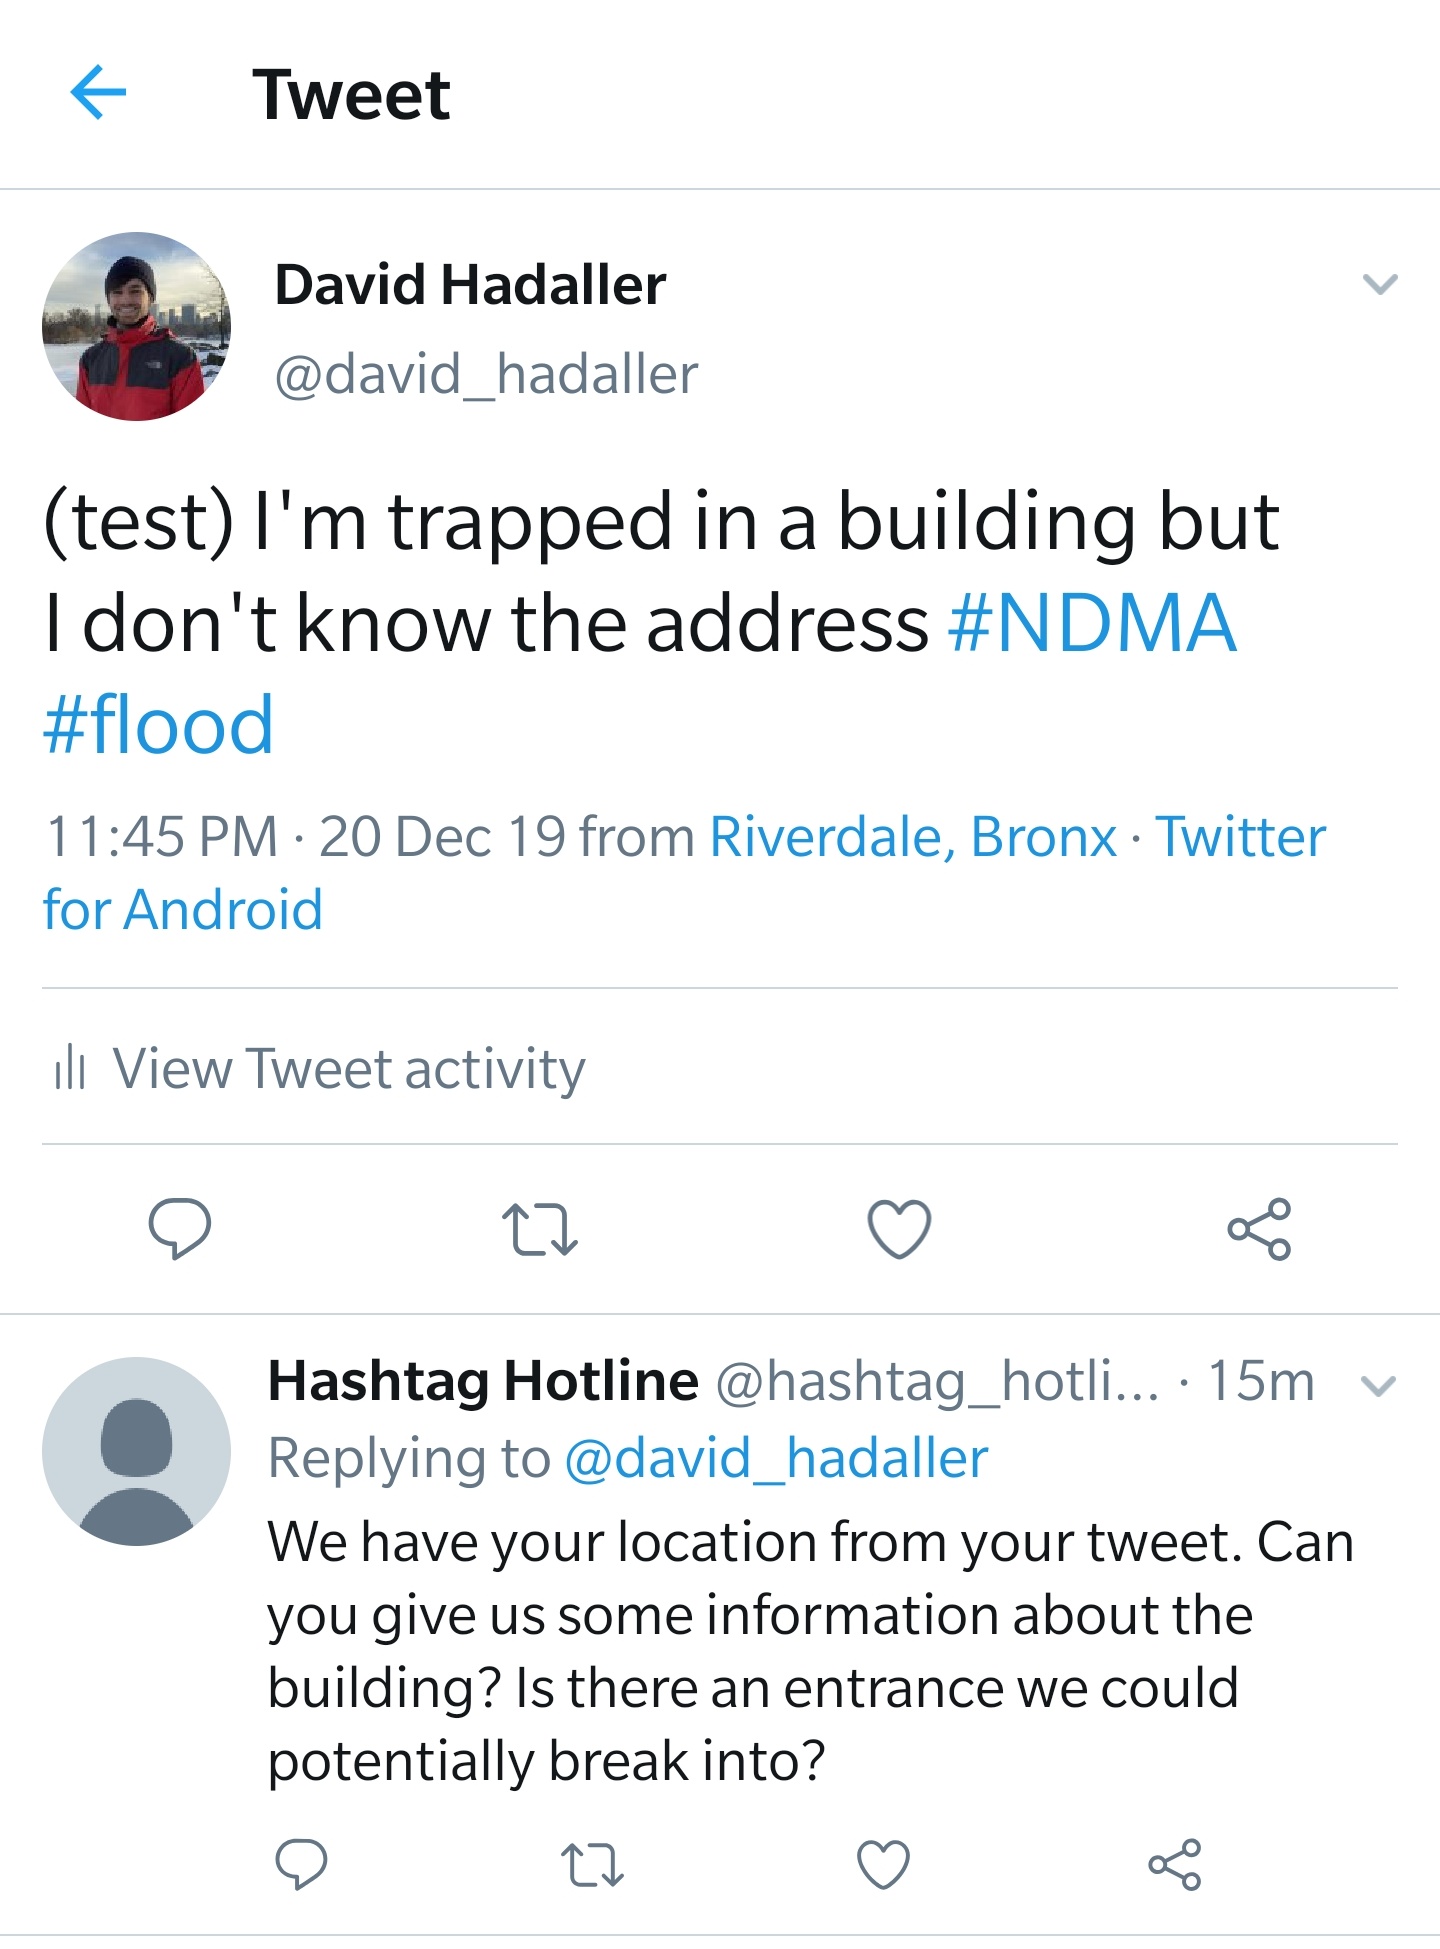 Tweet
David Hadaller
@david_hadaller
(test) I'm trapped in a building but
I don't know the address #NDMA
#flood
11:45 PM · 20 Dec 19 from Riverdale, Bronx · Twitter
for Android
View Tweet activity
Hashtag Hotline @hashtag_hotli... · 15m
Replying to @david_hadaller
We have your location from your tweet. Can
you give us some information about the
building? Is there an entrance we could
potentially break into?